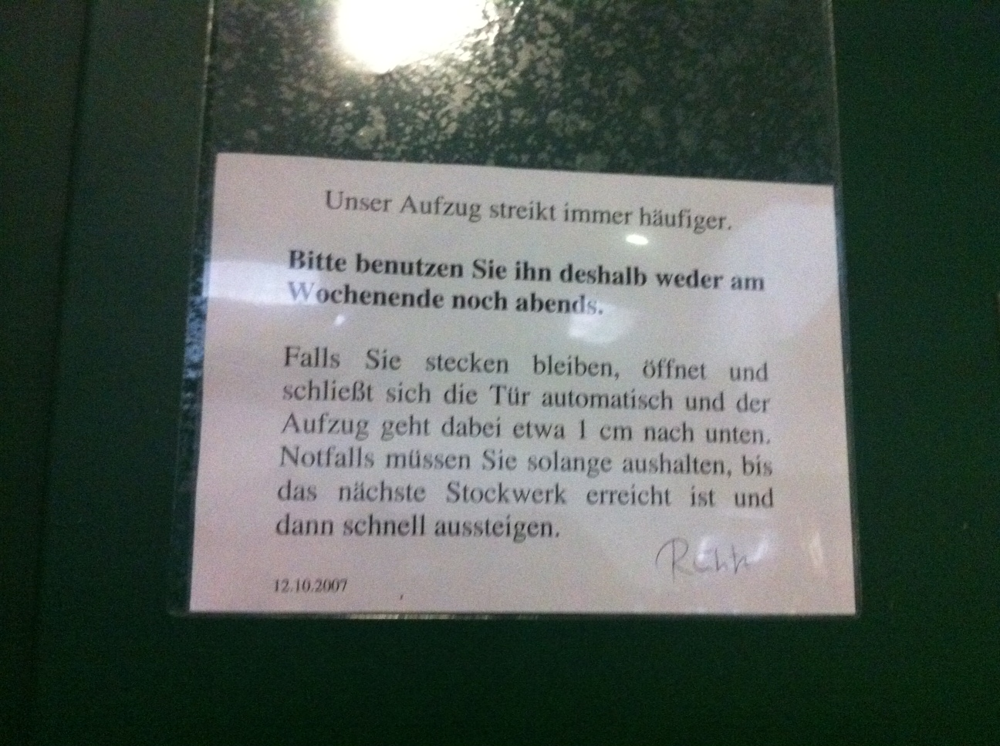 Unser Aufzug streikt immer häufiger.
Bitte benutzen Sie ihn deshalb weder am
Wochenende noch abends.
Falls Sie stecken bleiben, öffnet und
schließt sich die Tür automatisch und der
Aufzug geht dabei etwa 1 cm nach unten.
Notfalls müssen Sie solange aushalten, bis
das nächste Stockwerk erreicht ist und
dann schnell aussteigen.
12.10.2007